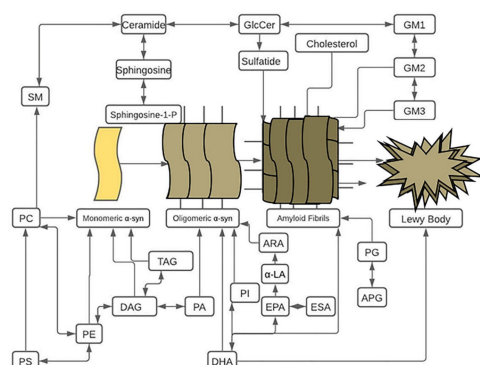 Ceramide
GlcCer
GM1
Cholesterol
Sphingosine
Sulfatide
GM2
SM
Sphingosine-1-P
GM3
PC
Monomeric α-syn
Oligomeric α-syn
Amyloid Fibrils
Lewy Body
ARA
TAG
PG
α-LA
PI
DAG
PA
EPA
ESA
APG
PE
PS
DHA